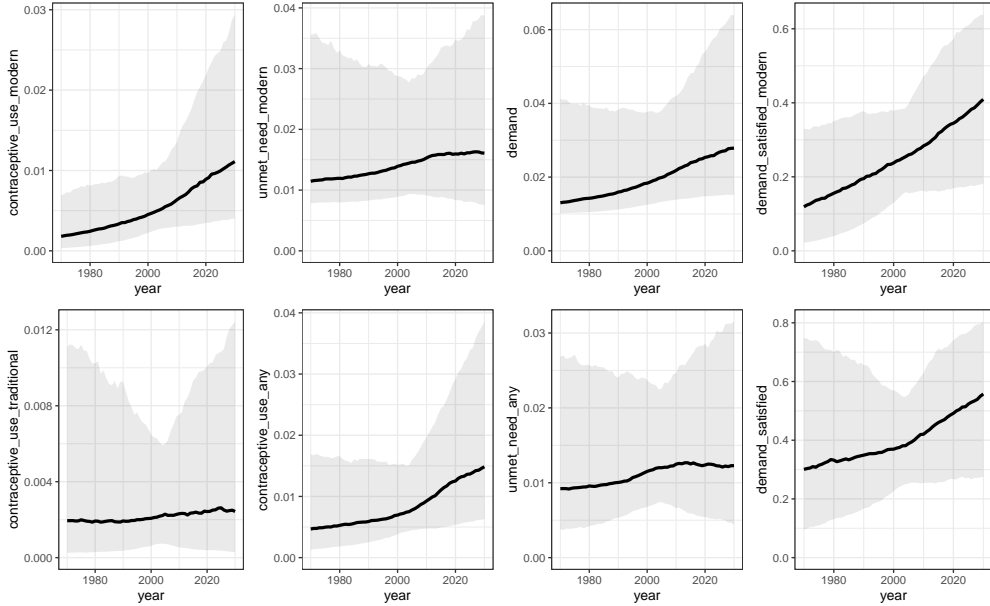 contraceptive_use_modern
0.03
0.02
0.01
0.00
1980 2000 2020
year
unmet_need_modern
0.04
0.03
0.02
0.01
0.00
1980 2000 2020
year
demand
0.06
0.04
0.02
0.00
1980 2000 2020
year
demand_satisfied_modern
0.6
0.4
0.2
0.0
1980 2000 2020
year
contraceptive_use_traditional
0.012
0.008
0.004
0.000
1980 2000 2020
year
contraceptive_use_any
0.04
0.03
0.02
0.01
0.00
1980 2000 2020
year
unmet_need_any
0.03
0.02
0.01
0.00
1980 2000 2020
year
demand_satisfied
0.8
0.6
0.4
0.2
0.0
1980 2000 2020
year